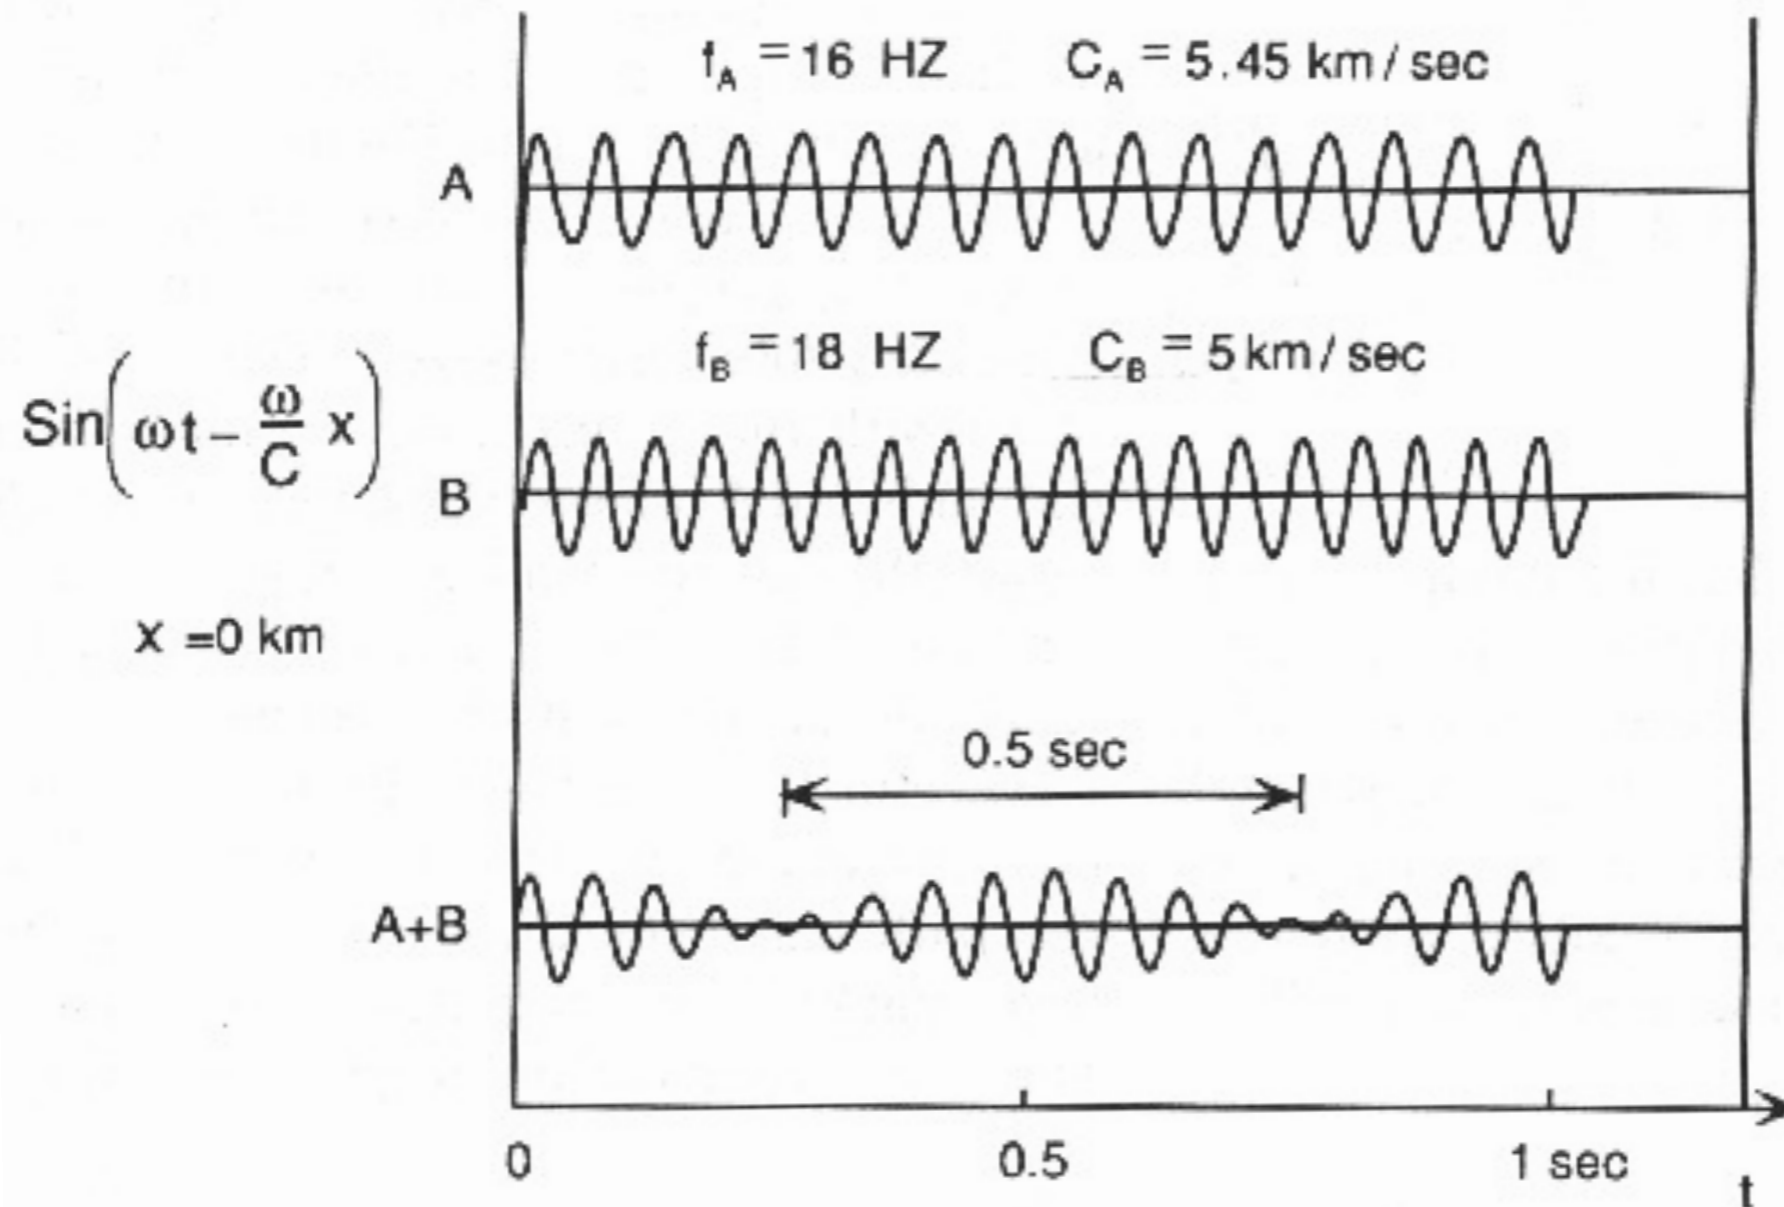 f_A = 16 HZ C_A = 5.45 km/sec
A
f_B = 18 HZ C_B = 5 km/sec
Sin(ωt − ω/C x)
B
x =0 km
0.5 sec
A+B
0 0.5 1 sec
t